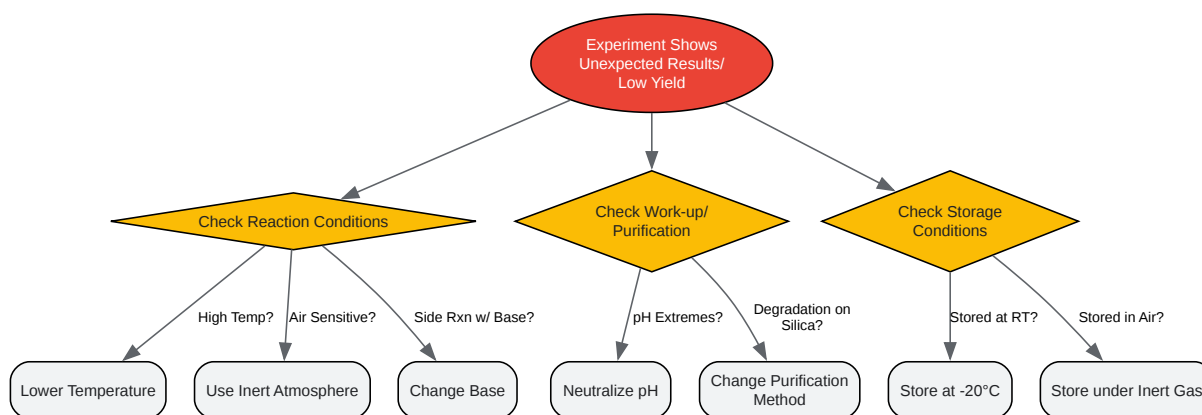 Experiment Shows
Unexpected Results/
Low Yield
Check Reaction Conditions
Check Work-up/
Purification
Check Storage
Conditions
High Temp?
Air Sensitive?
Side Rxn w/ Base?
pH Extremes?
Degradation on
Silica?
Stored at RT?
Stored in Air?
Lower Temperature
Use Inert Atmosphere
Change Base
Neutralize pH
Change Purification
Method
Store at -20°C
Store under Inert Gas